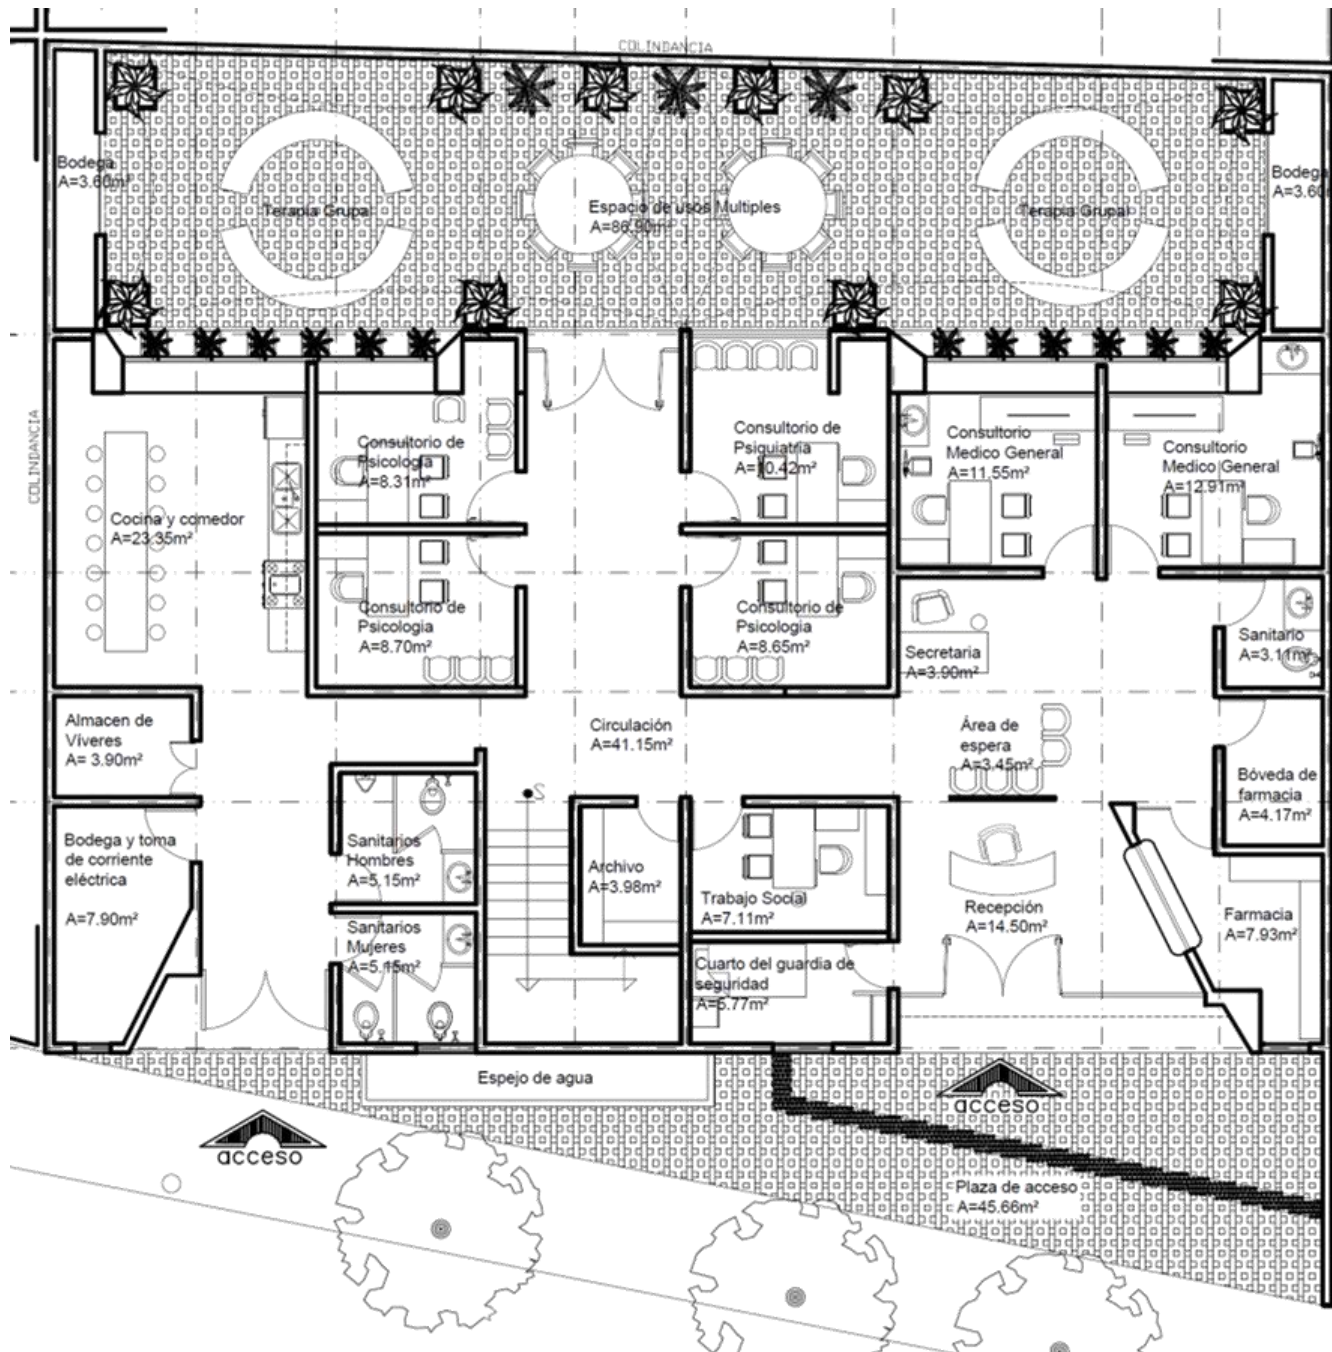 COLINDANCIA
Bodega
A=3.60m²
Terapia Grupal
Espacio de usos Multiples
A=86.90m²
Terapia Grupal
Bodega
A=3.60
COLINDANCIA
Consultorio de
Psicologia
A=8.31m²
Consultorio de
Psiquiatria
A=10.42m²
Consultorio
Medico General
A=11.55m²
Consultorio
Medico General
A=12.91m²
Cocina y comedor
A=23.35m²
Consultorio de
Psicologia
A=8.70m²
Consultorio de
Psicologia
A=8.65m²
Secretaria
A=3.90m²
Sanitario
A=3.11m²
Almacen de
Víveres
A= 3.90m²
Circulación
A=41.15m²
Área de
espera
A=3.45m²
Bóveda de
farmacia
A=4.17m²
S
Bodega y toma
de corriente
eléctrica
A=7.90m²
Sanitarios
Hombres
A=5.15m²
Archivo
A=3.98m²
Trabajo Social
A=7.11m²
Recepción
A=14.50m²
Farmacia
A=7.93m²
Sanitarios
Mujeres
A=5.15m²
Cuarto del guardia de
seguridad
A=5.77m²
Espejo de agua
acceso
acceso
Plaza de acceso
A=45.66m²